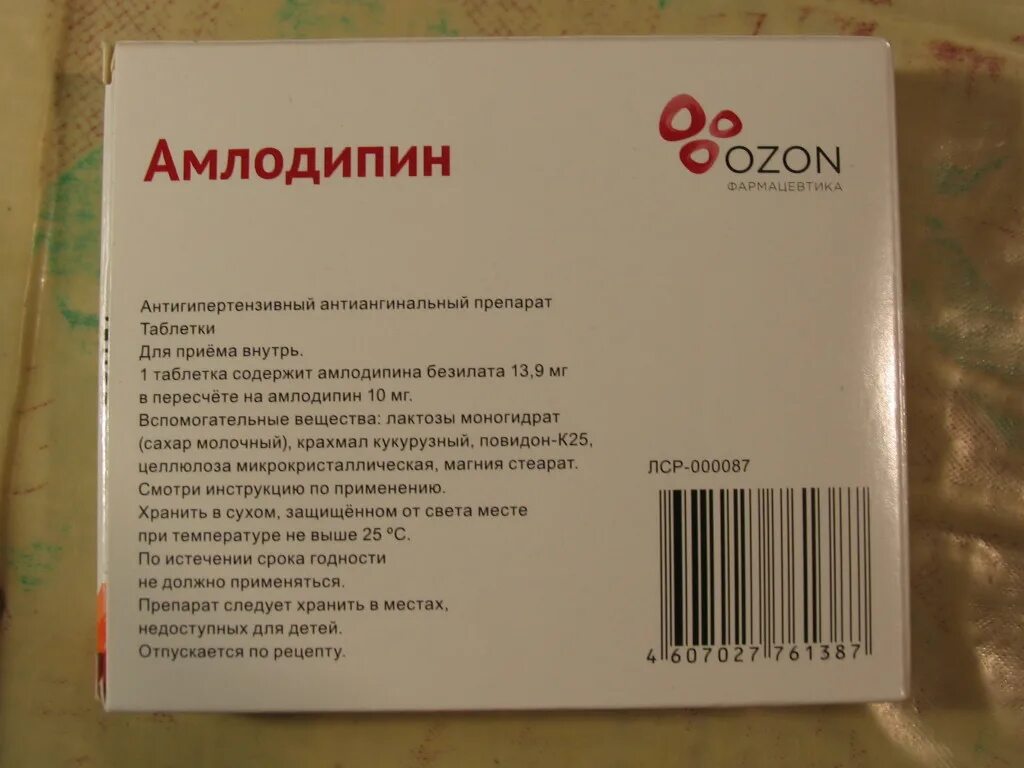 Амлодипин
OZON
ФАРМАЦЕВТИКА
Антигипертензивный антиангинальный препарат
Таблетки
Для приёма внутрь.
1 таблетка содержит амлодипина безилата 13,9 мг
в пересчёте на амлодипин 10 мг.
Вспомогательные вещества: лактозы моногидрат
(сахар молочный), крахмал кукурузный, повидон-К25,
целлюлоза микрокристаллическая, магния стеарат.
Смотри инструкцию по применению.
Хранить в сухом, защищённом от света месте
при температуре не выше 25 °С.
По истечении срока годности
не должно применяться.
Препарат следует хранить в местах,
недоступных для детей.
Отпускается по рецепту.
ЛСР-000087
4 607027 761387